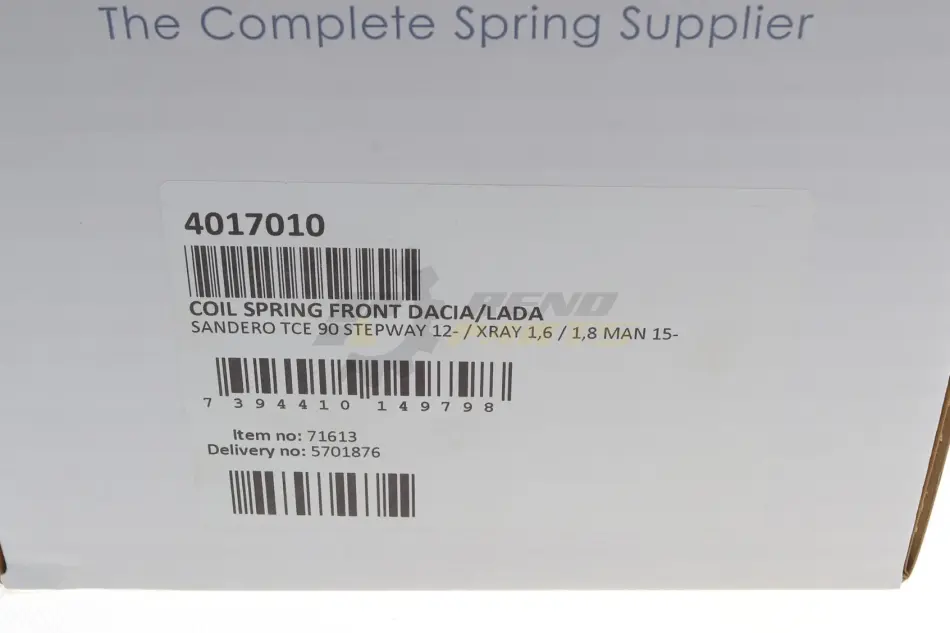 The Complete Spring Supplier
4017010
COIL SPRING FRONT DACIA/LADA
SANDERO TCE 90 STEPWAY 12- / XRAY 1,6 / 1,8 MAN 15-
7 394410 149798
Item no: 71613
Delivery no: 5701876